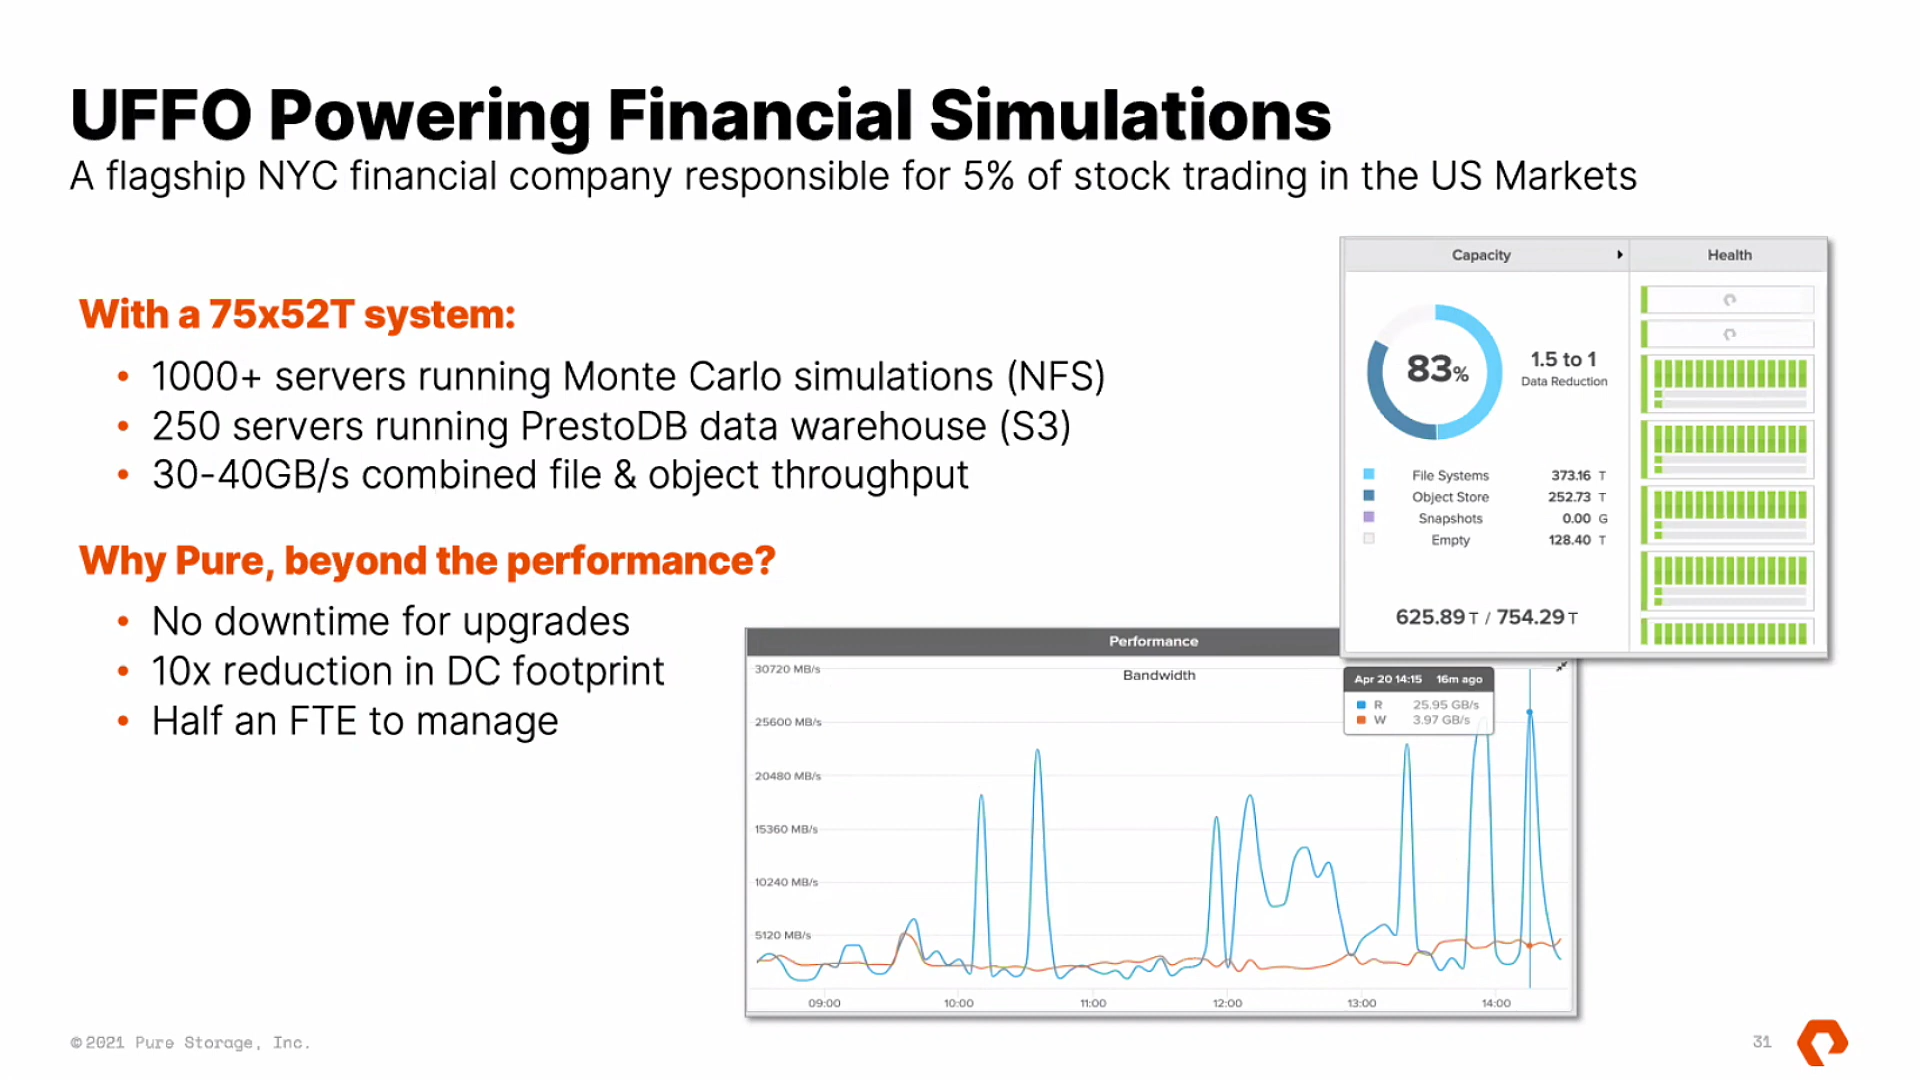 UFFO Powering Financial Simulations
A flagship NYC financial company responsible for 5% of stock trading in the US Markets
With a 75x52T system:
• 1000+ servers running Monte Carlo simulations (NFS)
• 250 servers running PrestoDB data warehouse (S3)
• 30-40GB/s combined file & object throughput
Why Pure, beyond the performance?
• No downtime for upgrades
• 10x reduction in DC footprint
• Half an FTE to manage
Capacity
Health
83%
1.5 to 1
Data Reduction
File Systems 373.16 T
Object Store 252.73 T
Snapshots 0.00 G
Empty 128.40 T
625.89 T / 754.29 T
Performance
Bandwidth
30720 MB/s
25600 MB/s
20480 MB/s
15360 MB/s
10240 MB/s
5120 MB/s
Apr 20 14:15 16m ago
R 25.95 GB/s
W 3.97 GB/s
09:00 10:00 11:00 12:00 13:00 14:00
©2021 Pure Storage, Inc.
31